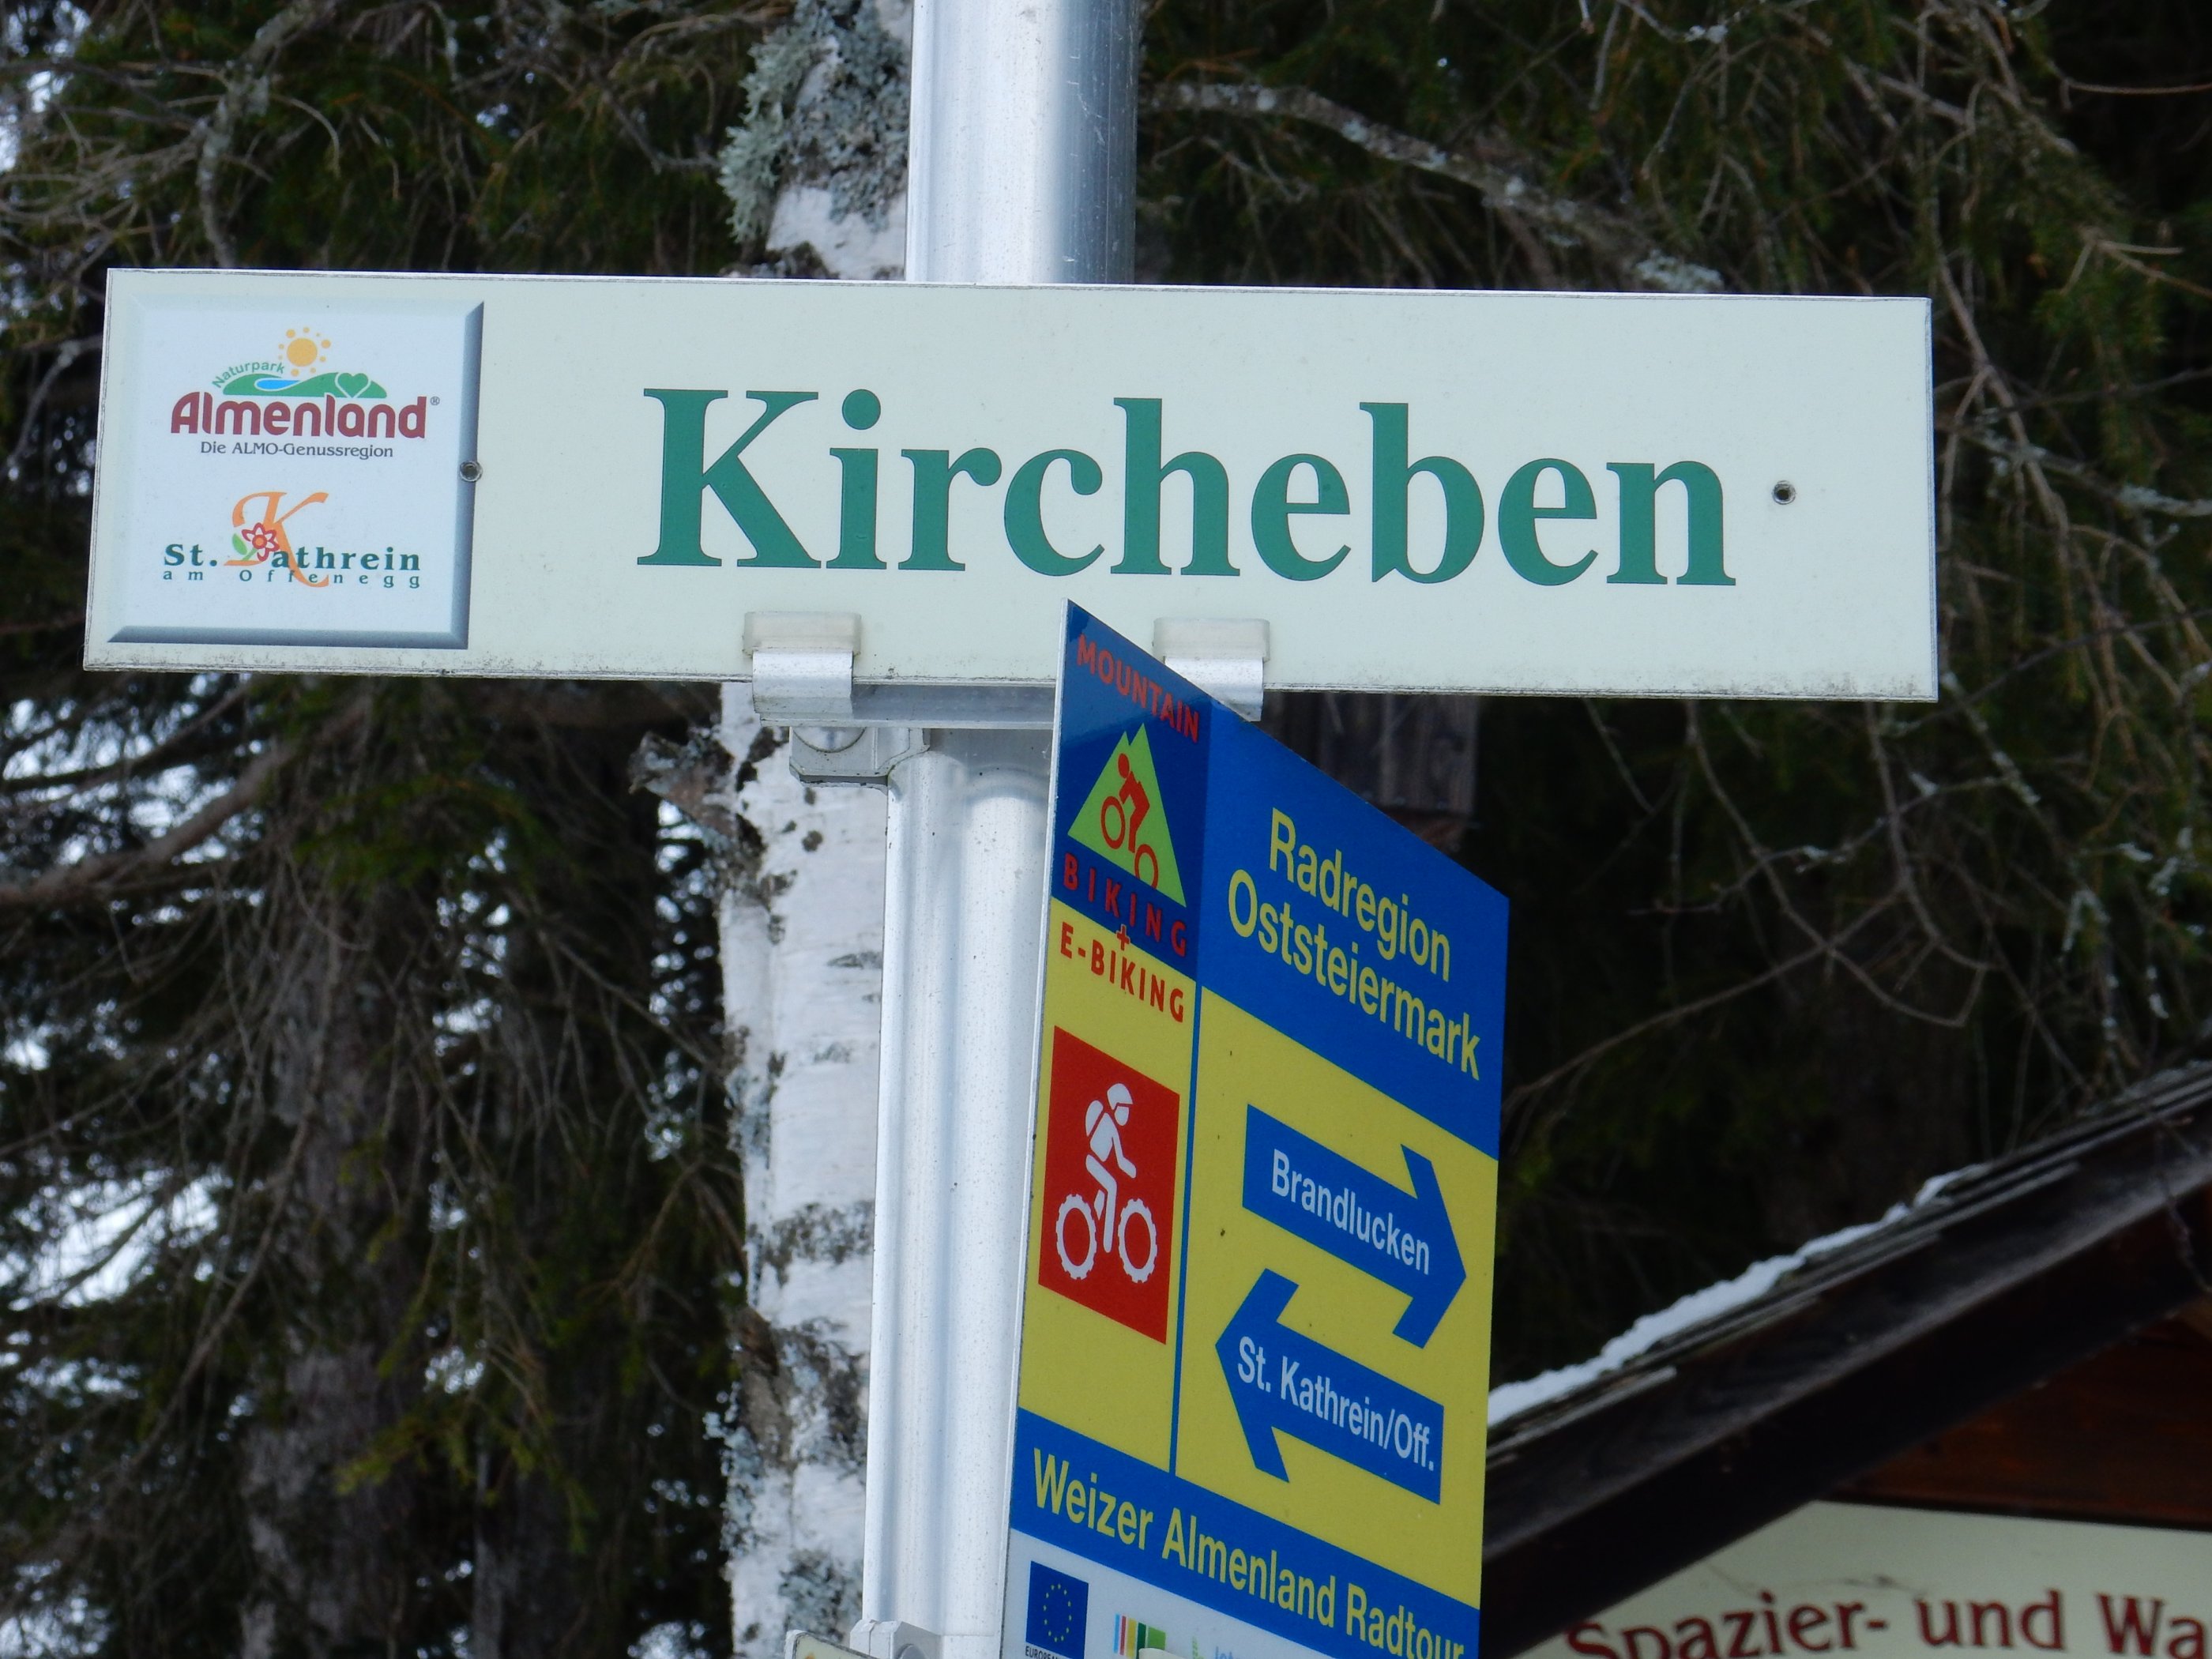 Naturpark
Almenland®
Die ALMO-Genussregion
St. Kathrein
am Offenegg
Kircheben
MOUNTAIN
BIKING
+
E-BIKING
Radregion
Oststeiermark
Brandlucken
St. Kathrein/Off.
Weizer Almenland Radtour
Spazier- und Wa